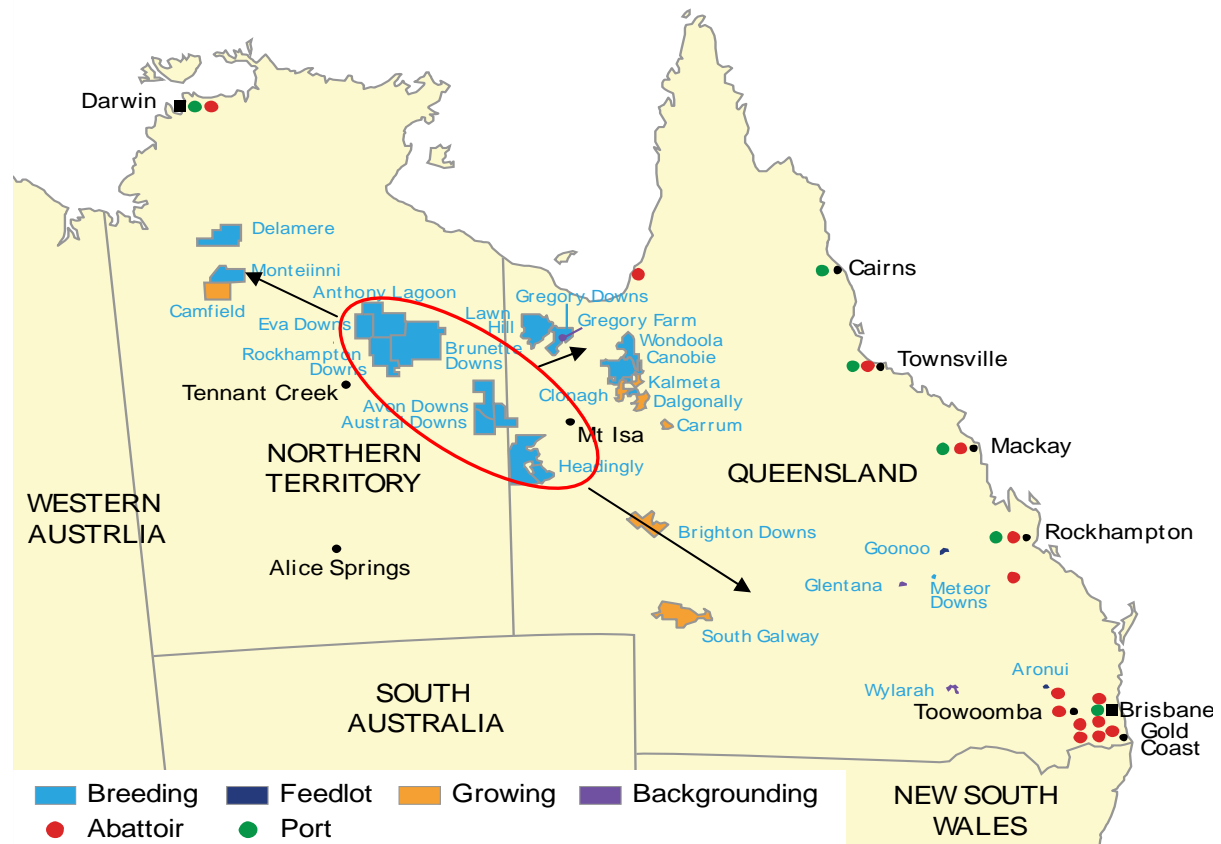 Darwin
Delamere
Monteiinni
Camfield
Anthony Lagoon
Eva Downs
Rockhampton
Downs
Brunette
Downs
Tennant Creek
Lawn
Hill
Gregory Downs
Gregory Farm
Wondoola
Canobie
Kalmeta
Clonagh
Dalgonally
Carrum
Cairns
Townsville
Mackay
Rockhampton
Avon Downs
Austral Downs
Mt Isa
Headingly
NORTHERN
TERRITORY
QUEENSLAND
WESTERN
AUSTRLIA
Alice Springs
Brighton Downs
Goonoo
Glentana
Meteor
Downs
South Galway
SOUTH
AUSTRALIA
Wylarah
Aronui
Toowoomba
Brisbane
Gold
Coast
Breeding
Feedlot
Growing
Backgrounding
Abattoir
Port
NEW SOUTH
WALES